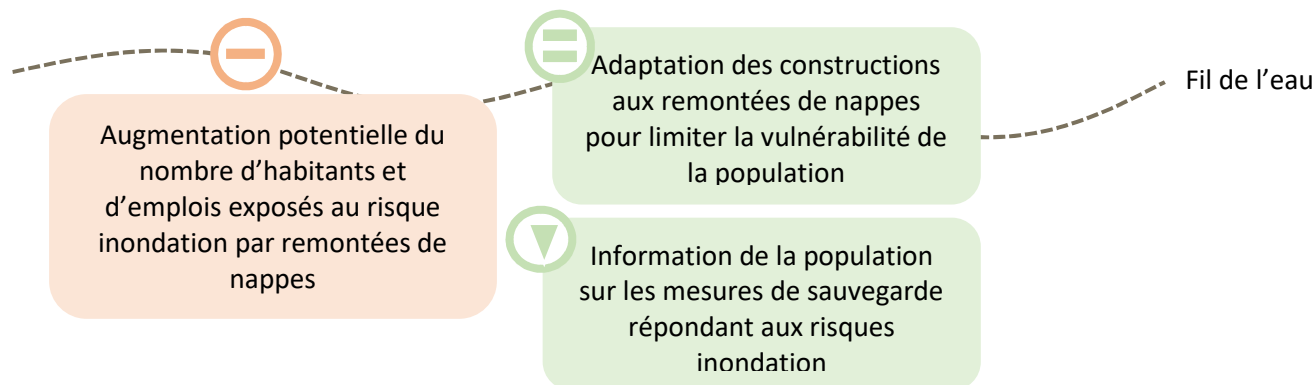 Augmentation potentielle du
nombre d’habitants et
d’emplois exposés au risque
inondation par remontées de
nappes
Adaptation des constructions
aux remontées de nappes
pour limiter la vulnérabilité de
la population
Information de la population
sur les mesures de sauvegarde
répondant aux risques
inondation
Fil de l’eau